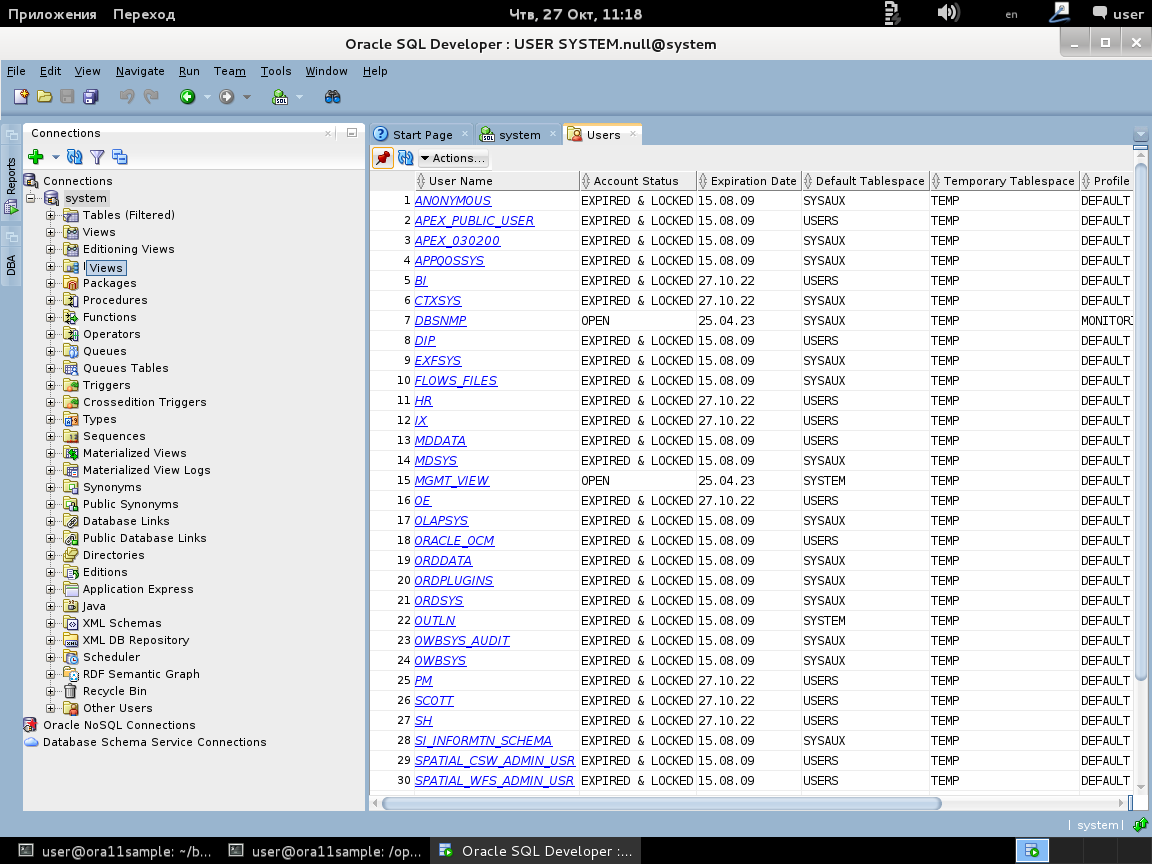 Приложения Переход Чтв, 27 Окт, 11:18 en user
Oracle SQL Developer : USER SYSTEM.null@system
File Edit View Navigate Run Team Tools Window Help
Connections
Reports
DBA
Connections
system
Tables (Filtered)
Views
Editioning Views
Views
Packages
Procedures
Functions
Operators
Queues
Queues Tables
Triggers
Crossedition Triggers
Types
Sequences
Materialized Views
Materialized View Logs
Synonyms
Public Synonyms
Database Links
Public Database Links
Directories
Editions
Application Express
Java
XML Schemas
XML DB Repository
Scheduler
RDF Semantic Graph
Recycle Bin
Other Users
Oracle NoSQL Connections
Database Schema Service Connections
Start Page system Users
Actions...
User Name Account Status Expiration Date Default Tablespace Temporary Tablespace Profile
1 ANONYMOUS EXPIRED & LOCKED 15.08.09 SYSAUX TEMP DEFAULT
2 APEX_PUBLIC_USER EXPIRED & LOCKED 15.08.09 USERS TEMP DEFAULT
3 APEX_030200 EXPIRED & LOCKED 15.08.09 SYSAUX TEMP DEFAULT
4 APPQOSSYS EXPIRED & LOCKED 15.08.09 SYSAUX TEMP DEFAULT
5 BI EXPIRED & LOCKED 27.10.22 USERS TEMP DEFAULT
6 CTXSYS EXPIRED & LOCKED 27.10.22 SYSAUX TEMP DEFAULT
7 DBSNMP OPEN 25.04.23 SYSAUX TEMP MONITOR
8 DIP EXPIRED & LOCKED 15.08.09 USERS TEMP DEFAULT
9 EXFSYS EXPIRED & LOCKED 15.08.09 SYSAUX TEMP DEFAULT
10 FLOWS_FILES EXPIRED & LOCKED 15.08.09 SYSAUX TEMP DEFAULT
11 HR EXPIRED & LOCKED 27.10.22 USERS TEMP DEFAULT
12 IX EXPIRED & LOCKED 27.10.22 USERS TEMP DEFAULT
13 MDDATA EXPIRED & LOCKED 15.08.09 USERS TEMP DEFAULT
14 MDSYS EXPIRED & LOCKED 15.08.09 SYSAUX TEMP DEFAULT
15 MGMT_VIEW OPEN 25.04.23 SYSTEM TEMP DEFAULT
16 OE EXPIRED & LOCKED 27.10.22 USERS TEMP DEFAULT
17 OLAPSYS EXPIRED & LOCKED 15.08.09 SYSAUX TEMP DEFAULT
18 ORACLE_OCM EXPIRED & LOCKED 15.08.09 USERS TEMP DEFAULT
19 ORDDATA EXPIRED & LOCKED 15.08.09 SYSAUX TEMP DEFAULT
20 ORDPLUGINS EXPIRED & LOCKED 15.08.09 SYSAUX TEMP DEFAULT
21 ORDSYS EXPIRED & LOCKED 15.08.09 SYSAUX TEMP DEFAULT
22 OUTLN EXPIRED & LOCKED 15.08.09 SYSTEM TEMP DEFAULT
23 OWBSYS_AUDIT EXPIRED & LOCKED 15.08.09 SYSAUX TEMP DEFAULT
24 OWBSYS EXPIRED & LOCKED 15.08.09 SYSAUX TEMP DEFAULT
25 PM EXPIRED & LOCKED 27.10.22 USERS TEMP DEFAULT
26 SCOTT EXPIRED & LOCKED 27.10.22 USERS TEMP DEFAULT
27 SH EXPIRED & LOCKED 27.10.22 USERS TEMP DEFAULT
28 SI_INFORMTN_SCHEMA EXPIRED & LOCKED 15.08.09 SYSAUX TEMP DEFAULT
29 SPATIAL_CSW_ADMIN_USR EXPIRED & LOCKED 15.08.09 USERS TEMP DEFAULT
30 SPATIAL_WFS_ADMIN_USR EXPIRED & LOCKED 15.08.09 USERS TEMP DEFAULT
| system|
user@ora11sample: ~/b... user@ora11sample: /op... Oracle SQL Developer :...